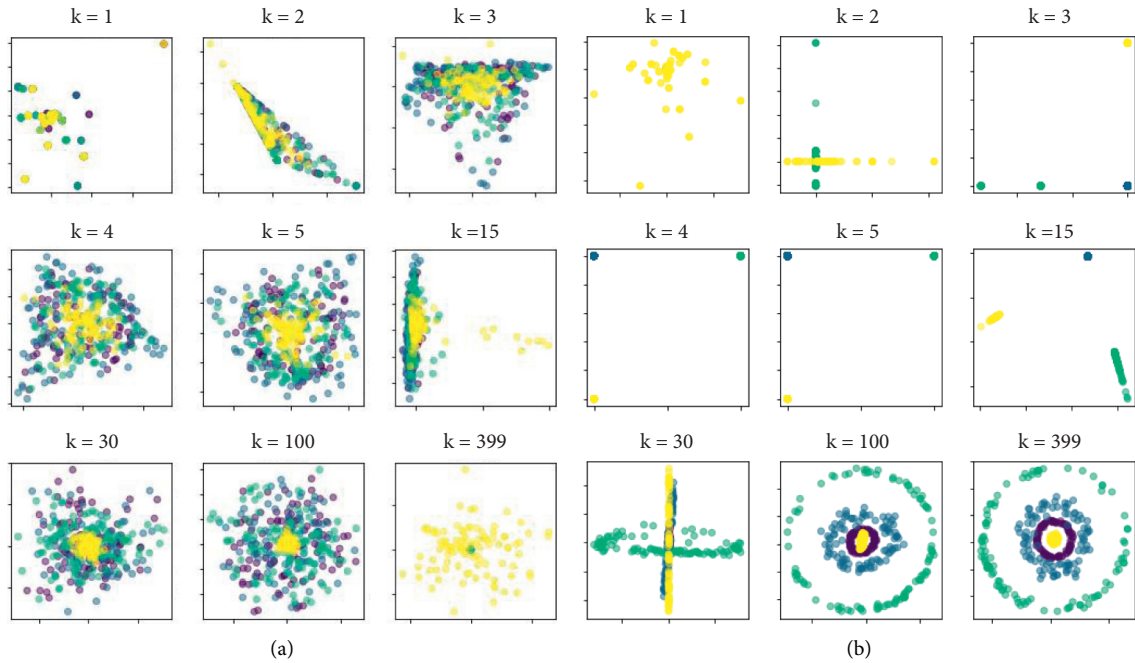 k = 1
k = 2
k = 3
k = 1
k = 2
k = 3
k = 4
k = 5
k =15
k = 4
k = 5
k =15
k = 30
k = 100
k = 399
k = 30
k = 100
k = 399
(a)
(b)